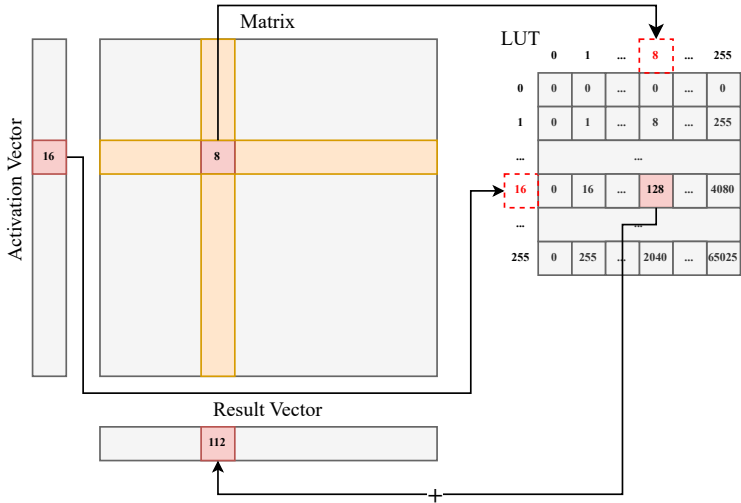 Matrix
LUT
0 1 ... 8 ... 255
0 0 0 ... 0 ... 0
1 0 1 ... 8 ... 255
... ...
16 0 16 ... 128 ... 4080
... ...
255 0 255 ... 2040 ... 65025
Activation Vector
16
8
Result Vector
112
+